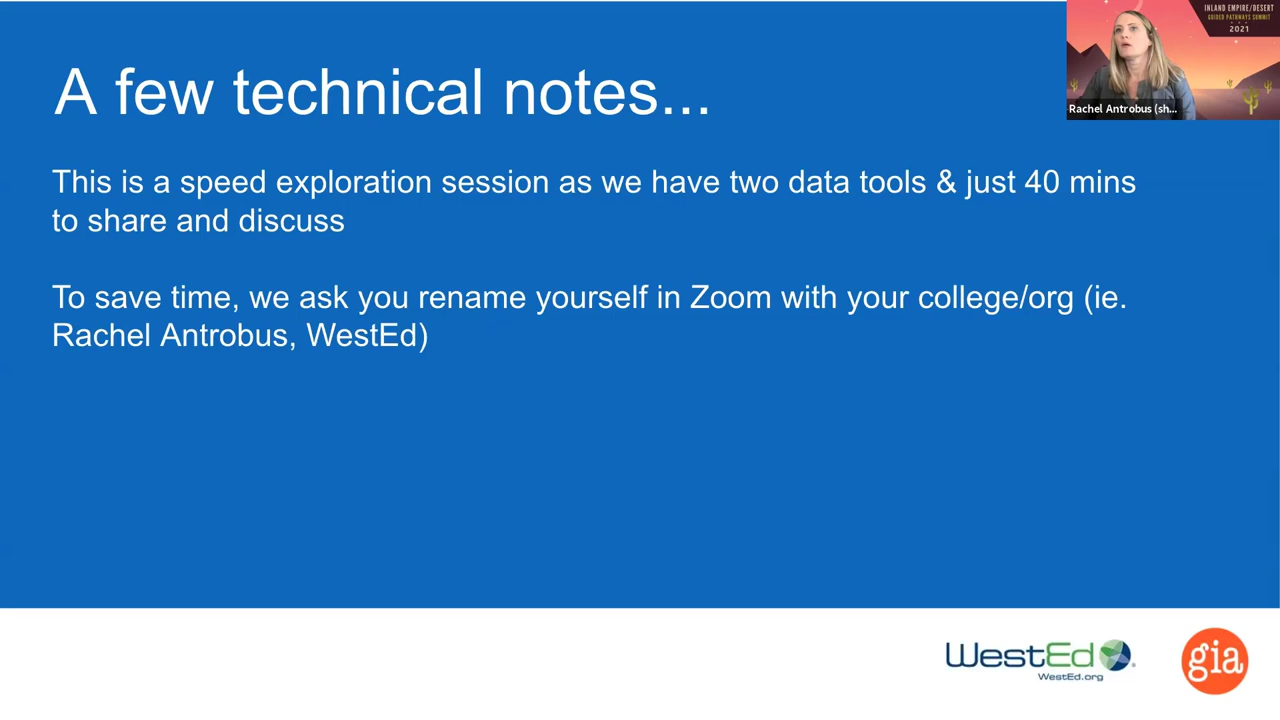 INLAND EMPIRE/DESERT
GUIDED PATHWAYS SUMMIT
2021
Rachel Antrobus (sh...
A few technical notes...
This is a speed exploration session as we have two data tools & just 40 mins
to share and discuss
To save time, we ask you rename yourself in Zoom with your college/org (ie.
Rachel Antrobus, WestEd)
WestEd
WestEd.org
gia